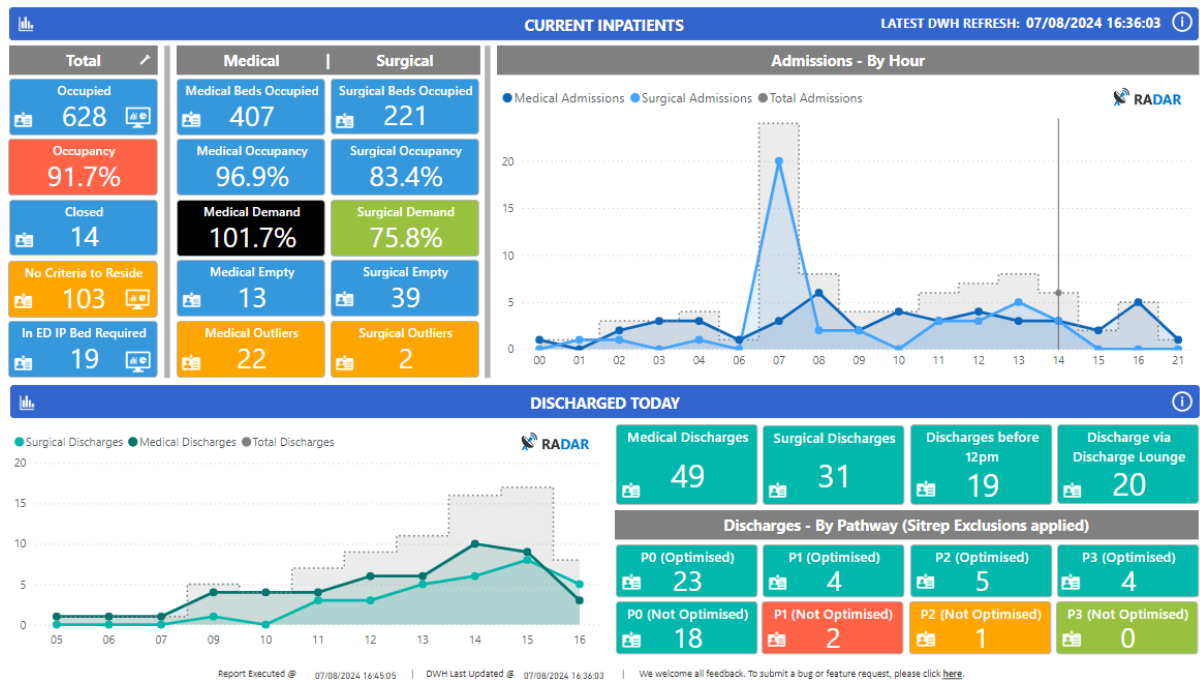 CURRENT INPATIENTS
LATEST DWH REFRESH: 07/08/2024 16:36:03
Total
Occupied
628
Occupancy
91.7%
Closed
14
No Criteria to Reside
103
In ED IP Bed Required
19
Medical | Surgical
Medical Beds Occupied
407
Surgical Beds Occupied
221
Medical Occupancy
96.9%
Surgical Occupancy
83.4%
Medical Demand
101.7%
Surgical Demand
75.8%
Medical Empty
13
Surgical Empty
39
Medical Outliers
22
Surgical Outliers
2
Admissions - By Hour
Medical Admissions Surgical Admissions Total Admissions
RADAR
20
15
10
5
0
00 01 02 03 04 06 07 08 09 10 11 12 13 14 15 16 21
DISCHARGED TODAY
Surgical Discharges Medical Discharges Total Discharges
RADAR
20
15
10
5
0
05 06 07 09 10 11 12 13 14 15 16
Medical Discharges
49
Surgical Discharges
31
Discharges before
12pm
19
Discharge via
Discharge Lounge
20
Discharges - By Pathway (Sitrep Exclusions applied)
P0 (Optimised)
23
P1 (Optimised)
4
P2 (Optimised)
5
P3 (Optimised)
4
P0 (Not Optimised)
18
P1 (Not Optimised)
2
P2 (Not Optimised)
1
P3 (Not Optimised)
0
Report Executed @ 07/08/2024 16:45:05 | DWH Last Updated @ 07/08/2024 16:36:03 | We welcome all feedback. To submit a bug or feature request, please click here.